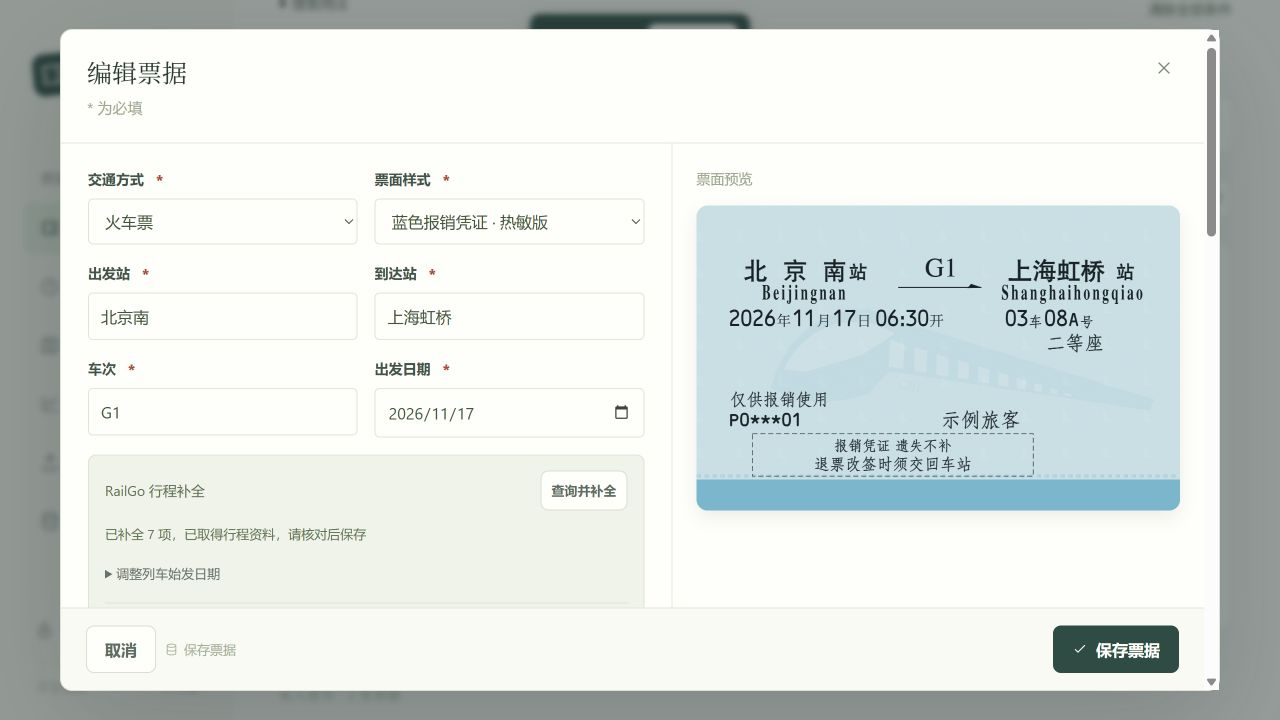 编辑票据
* 为必填
交通方式 *
票面样式 *
火车票
蓝色报销凭证 · 热敏版
出发站 *
到达站 *
北京南
上海虹桥
车次 *
出发日期 *
G1
2026/11/17
RailGo 行程补全
查询并补全
已补全 7 项，已取得行程资料，请核对后保存
调整列车始发日期
取消
保存票据
保存票据
票面预览
北京南站
G1
上海虹桥 站
Beijingnan
Shanghaihongqiao
2026年11月17日 06:30开
03车08A号
二等座
仅供报销使用
P0***01
示例旅客
报销凭证 遗失不补
退票改签时须交回车站